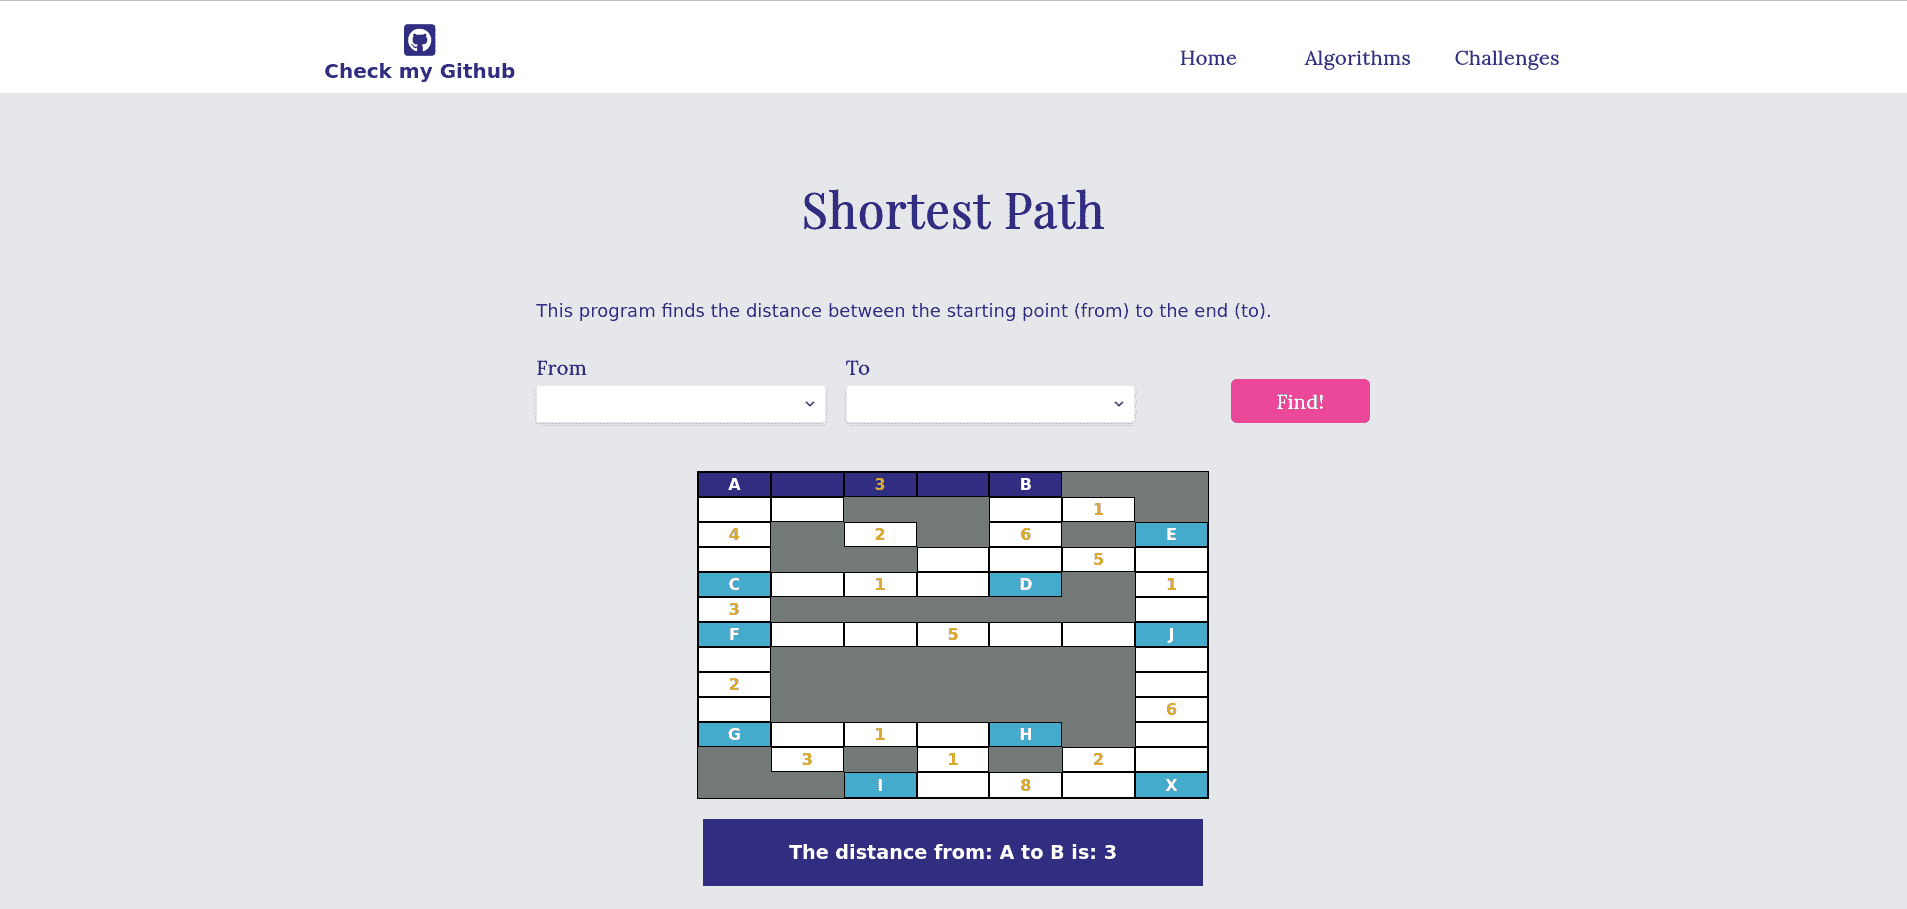 Check my Github
Home Algorithms Challenges
Shortest Path
This program finds the distance between the starting point (from) to the end (to).
From To
Find!
A 3 B
1
4 2 6 E
5
C 1 D 1
3
F 5 J
2
6
G 1 H
3 1 2
I 8 X
The distance from: A to B is: 3